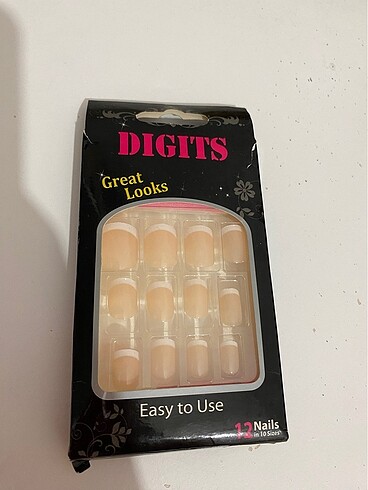 DIGITS
Great
Looks
Easy to Use
12 Nails
in 10 Sizes